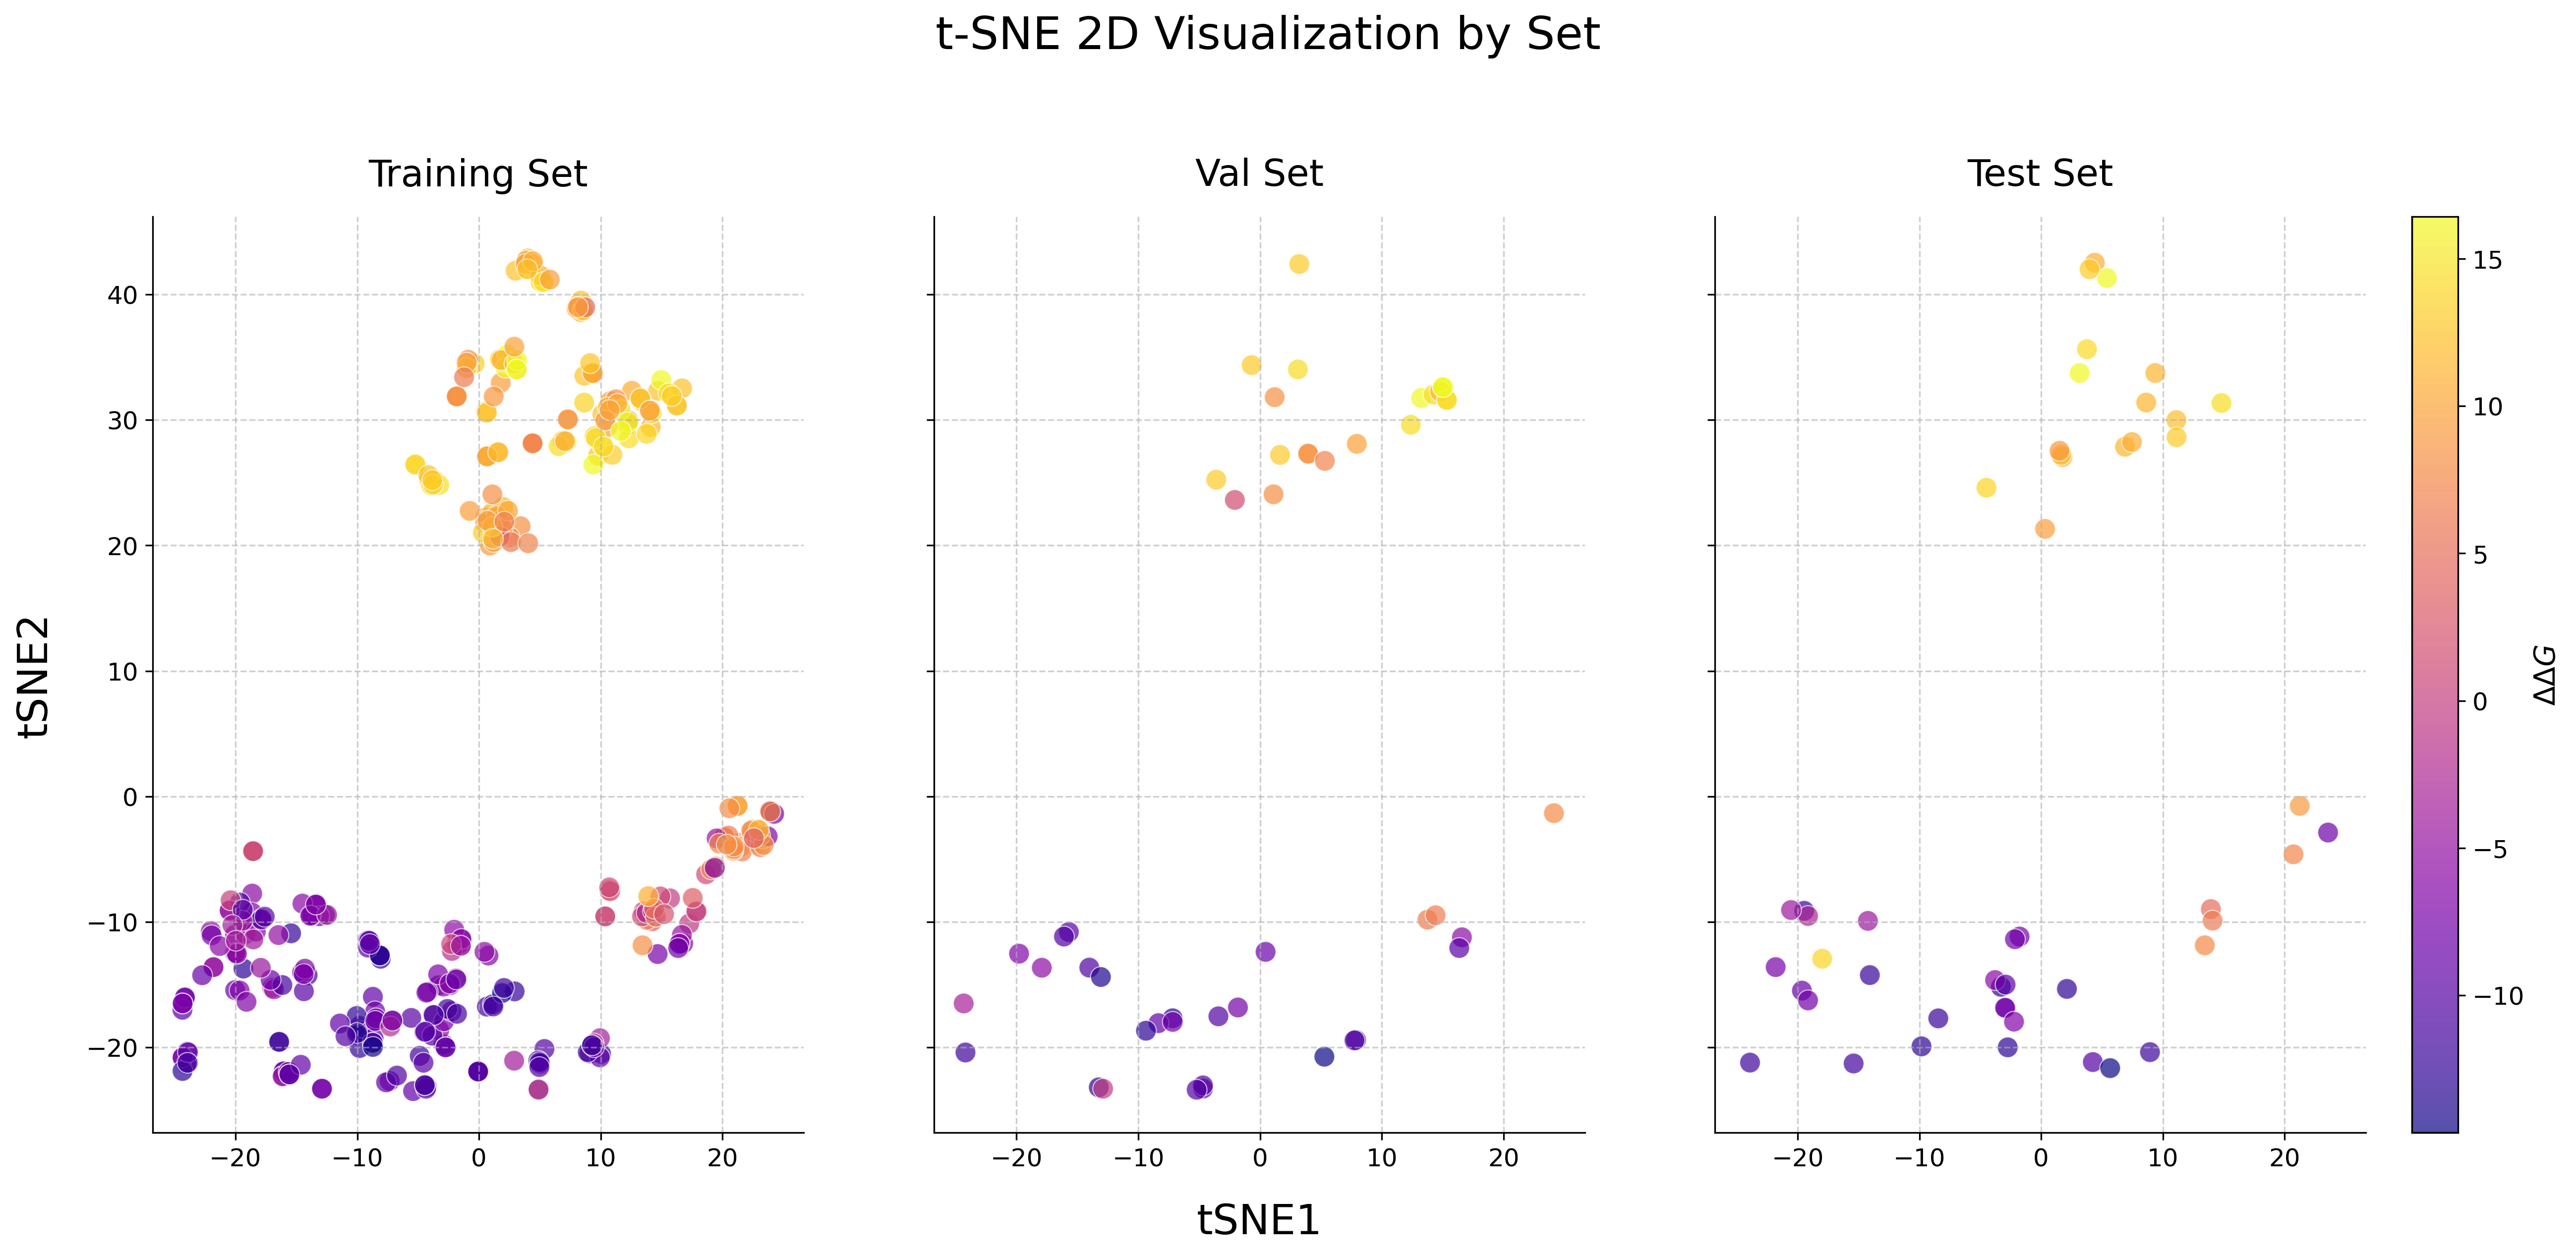 t-SNE 2D Visualization by Set
Training Set
Val Set
Test Set
tSNE2
40
30
20
10
0
−10
−20
−20 −10 0 10 20
−20 −10 0 10 20
−20 −10 0 10 20
tSNE1
15
10
5
0
−5
−10
ΔΔG